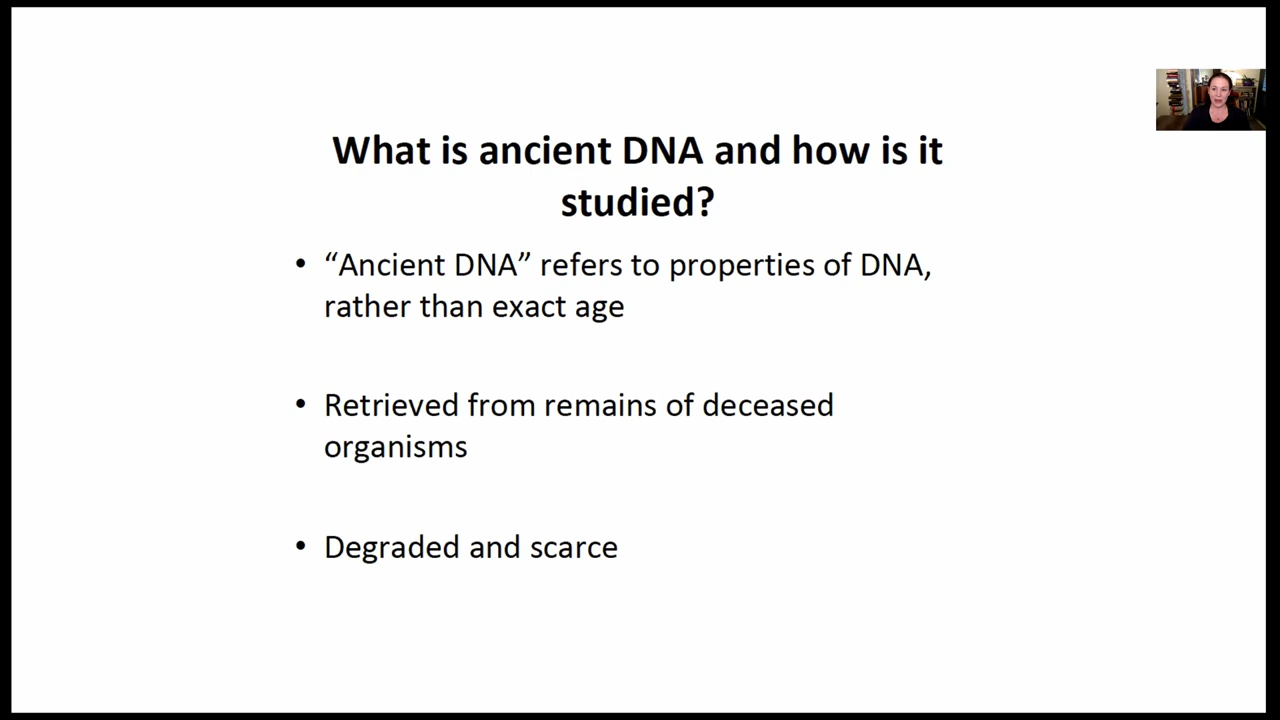 What is ancient DNA and how is it
studied?
• “Ancient DNA” refers to properties of DNA,
rather than exact age
• Retrieved from remains of deceased
organisms
• Degraded and scarce